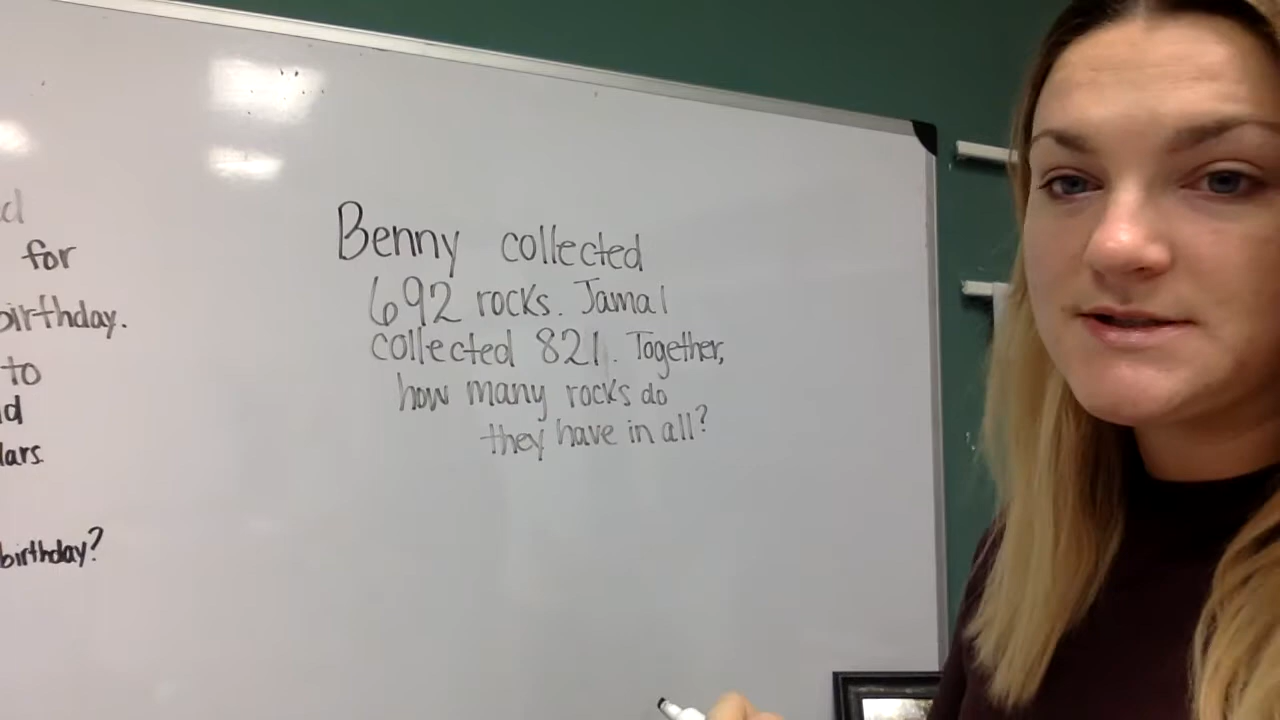 for
birthday.
to
birthday?
Benny collected
692 rocks. Jamal
collected 821. Together,
how many rocks do
they have in all?